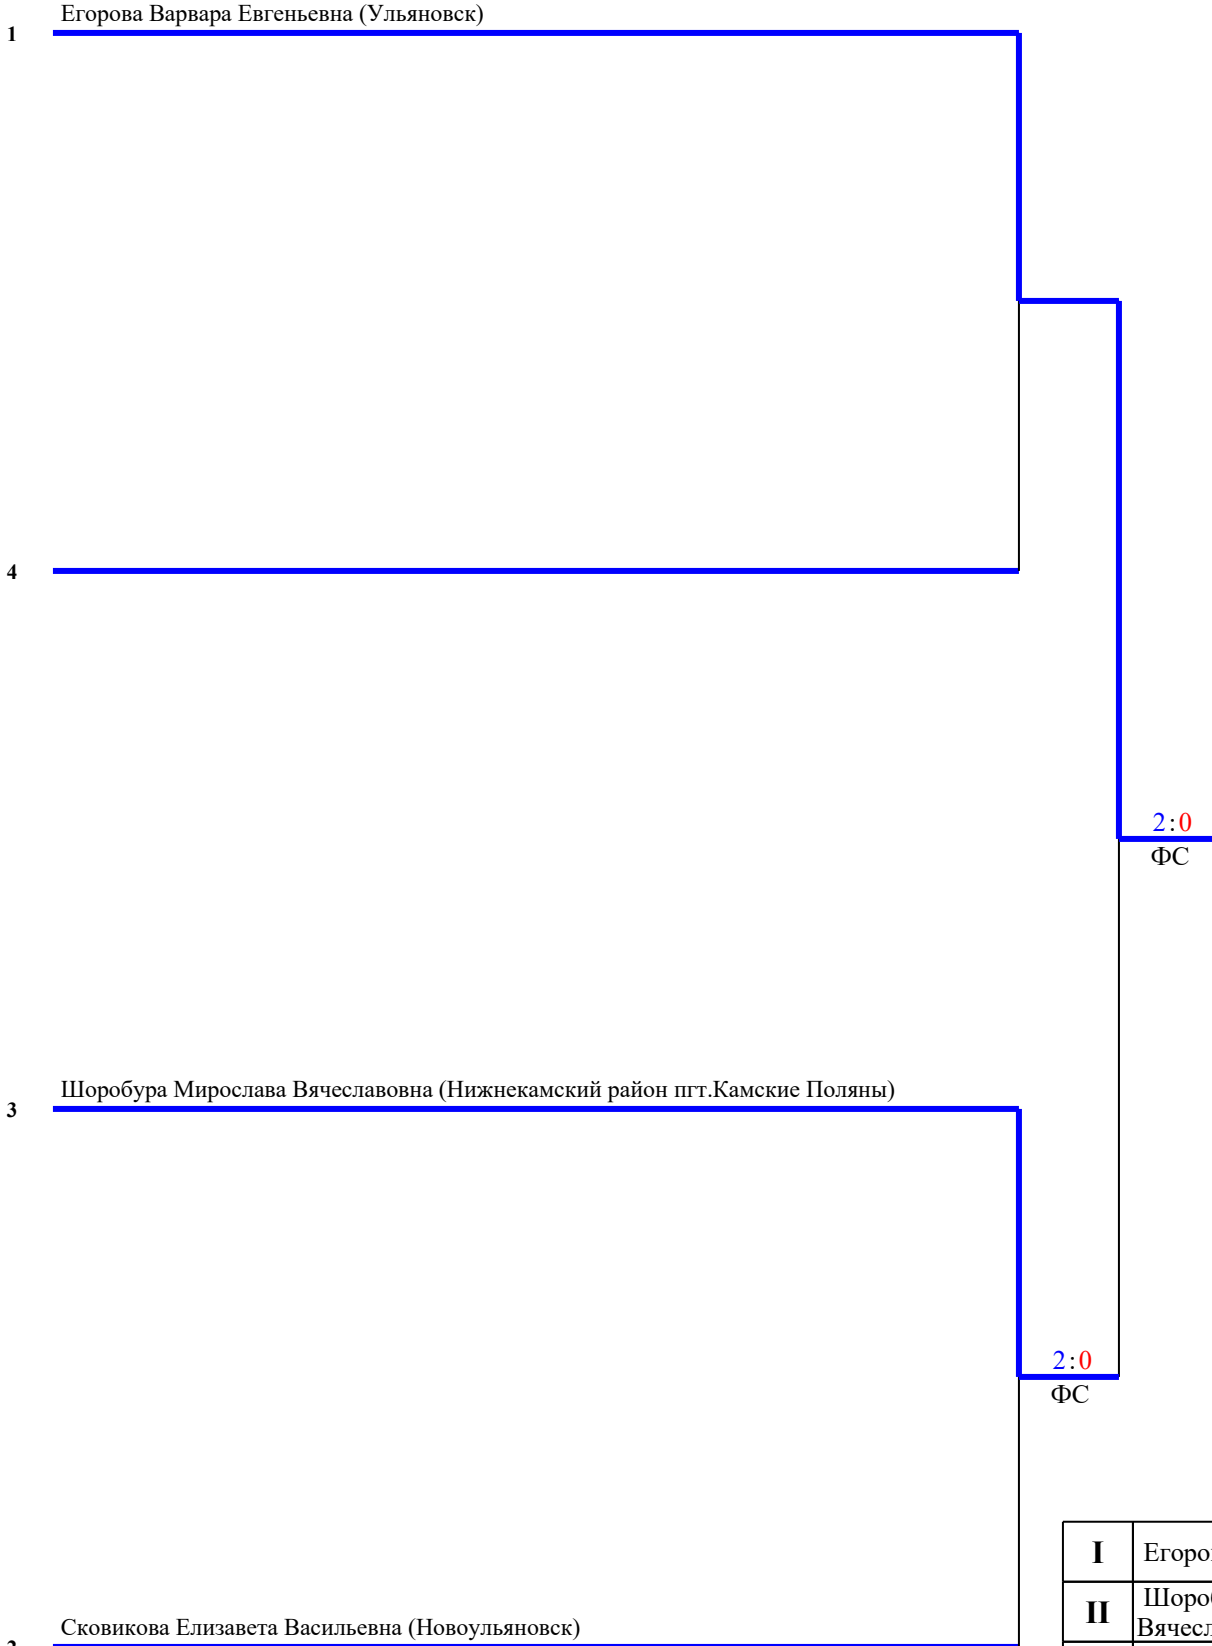 Егорова Варвара Евгеньевна (Ульяновск)
1
4
2:0
ФС
Шоробура Мирослава Вячеславовна (Нижнекамский район пгт.Камские Поляны)
3
2:0
ФС
I
II
Сковикова Елизавета Васильевна (Новоульяновск)